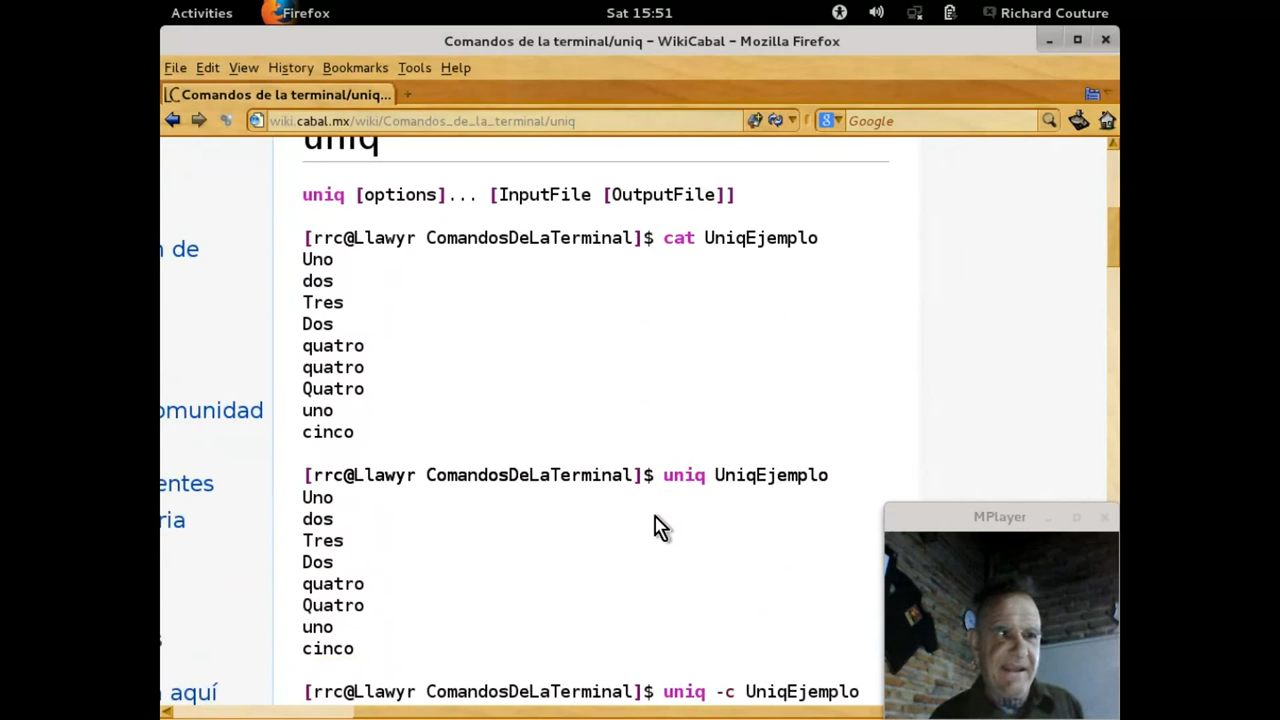 Activities Firefox Sat 15:51 Richard Couture
Comandos de la terminal/uniq – WikiCabal – Mozilla Firefox
File Edit View History Bookmarks Tools Help
Comandos de la terminal/uniq...
wiki.cabal.mx/wiki/Comandos_de_la_terminal/uniq Google
uniq
uniq [options]... [InputFile [OutputFile]]
[rrc@Llawyr ComandosDeLaTerminal]$ cat UniqEjemplo
n de
Uno
dos
Tres
Dos
quatro
quatro
Quatro
omunidad
uno
cinco
[rrc@Llawyr ComandosDeLaTerminal]$ uniq UniqEjemplo
entes
Uno
ria
dos
MPlayer
Tres
Dos
quatro
Quatro
uno
s
cinco
aquí
[rrc@Llawyr ComandosDeLaTerminal]$ uniq -c UniqEjemplo